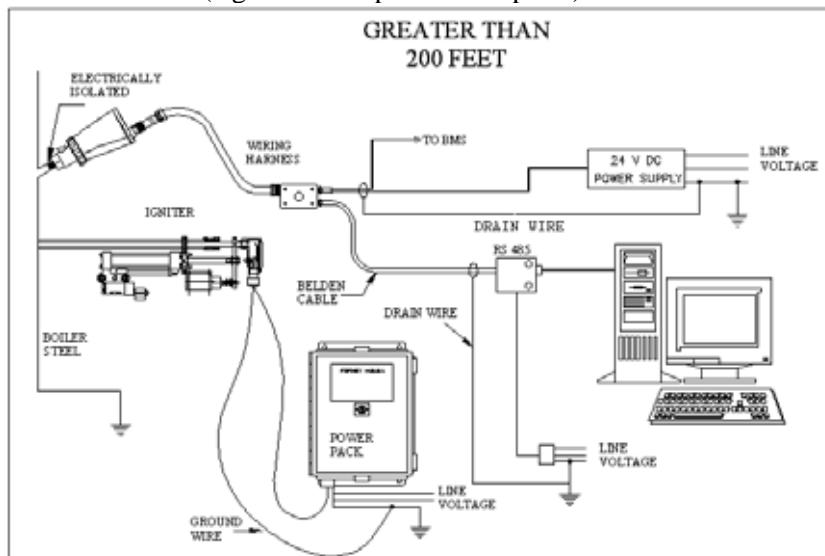 GREATER THAN
200 FEET
ELECTRICALLY
ISOLATED
WIRING
HARNESS
TO BMS
24 V DC
POWER SUPPLY
LINE
VOLTAGE
IGNITER
DRAIN WIRE
RS 485
BELDEN
CABLE
DRAIN WIRE
BOILER
STEEL
POWER
PACK
LINE
VOLTAGE
LINE
VOLTAGE
GROUND
WIRE